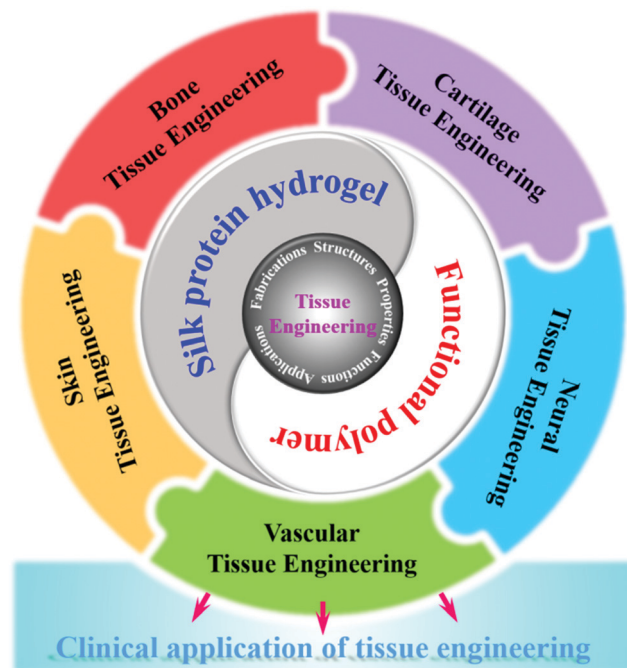 Bone
Tissue Engineering
Cartilage
Tissue Engineering
Silk protein hydrogel
Functional polymer
Fabrications Structures Properties Functions Applications
Tissue
Engineering
Skin
Tissue Engineering
Neural
Tissue Engineering
Vascular
Tissue Engineering
Clinical application of tissue engineering